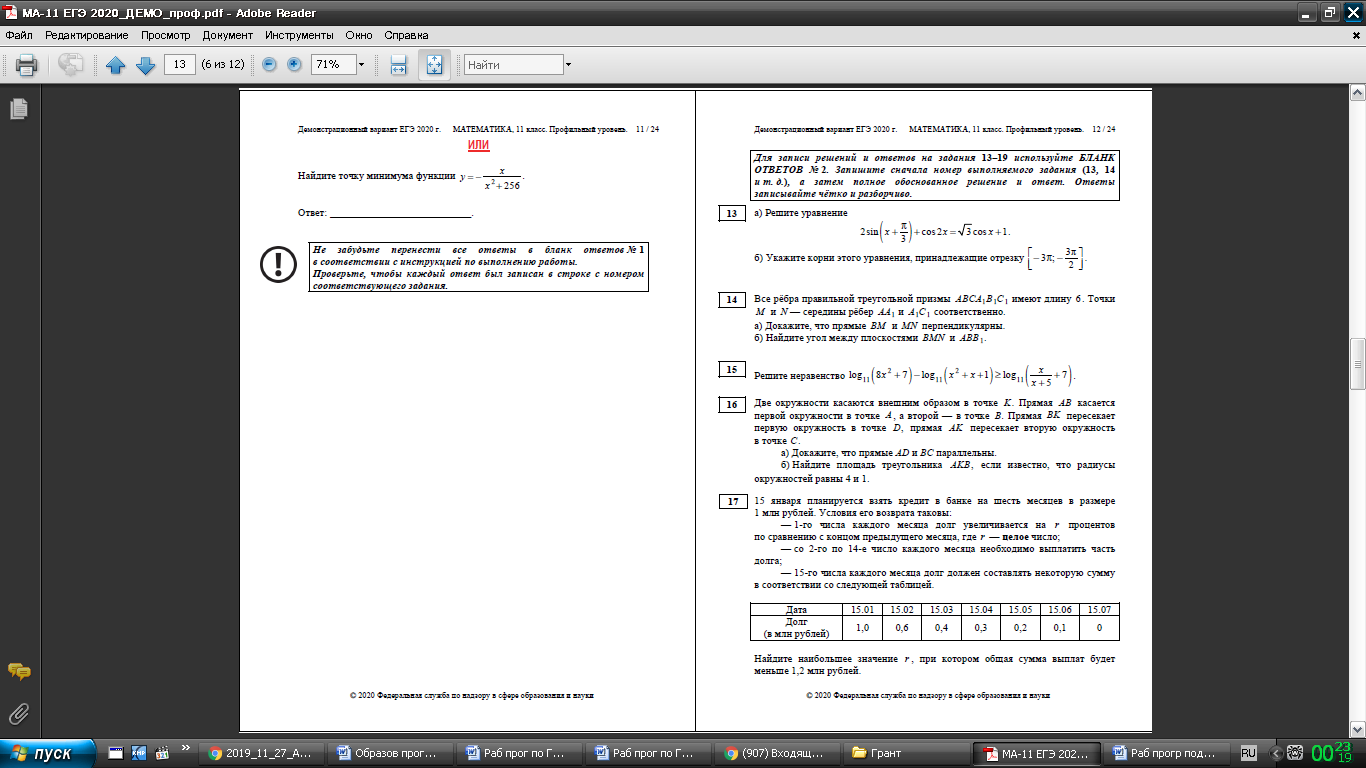 МА-11 ЕГЭ 2020_ДЕМО_проф.pdf - Adobe Reader
Файл Редактирование Просмотр Документ Инструменты Окно Справка
13 (6 из 12) 71% Найти
Демонстрационный вариант ЕГЭ 2020 г. МАТЕМАТИКА, 11 класс. Профильный уровень. 11 / 24
ИЛИ
Найдите точку минимума функции y = − x/(x² + 256).
Ответ: ___________________________.
!
Не забудьте перенести все ответы в бланк ответов № 1
в соответствии с инструкцией по выполнению работы.
Проверьте, чтобы каждый ответ был записан в строке с номером
соответствующего задания.
© 2020 Федеральная служба по надзору в сфере образования и науки
Демонстрационный вариант ЕГЭ 2020 г. МАТЕМАТИКА, 11 класс. Профильный уровень. 12 / 24
Для записи решений и ответов на задания 13–19 используйте БЛАНК
ОТВЕТОВ № 2. Запишите сначала номер выполняемого задания (13, 14
и т. д.), а затем полное обоснованное решение и ответ. Ответы
записывайте чётко и разборчиво.
13 а) Решите уравнение
2sin(x + π/3) + cos2x = √3cos x + 1.
б) Укажите корни этого уравнения, принадлежащие отрезку [−3π; −3π/2].
14 Все рёбра правильной треугольной призмы ABCA₁B₁C₁ имеют длину 6. Точки
M и N — середины рёбер AA₁ и A₁C₁ соответственно.
а) Докажите, что прямые BM и MN перпендикулярны.
б) Найдите угол между плоскостями BMN и ABB₁.
15 Решите неравенство log₁₁(8x² + 7) − log₁₁(x² + x + 1) ≥ log₁₁(x/(x + 5) + 7).
16 Две окружности касаются внешним образом в точке K. Прямая AB касается
первой окружности в точке A, а второй — в точке B. Прямая BK пересекает
первую окружность в точке D, прямая AK пересекает вторую окружность
в точке C.
а) Докажите, что прямые AD и BC параллельны.
б) Найдите площадь треугольника AKB, если известно, что радиусы
окружностей равны 4 и 1.
17 15 января планируется взять кредит в банке на шесть месяцев в размере
1 млн рублей. Условия его возврата таковы:
— 1-го числа каждого месяца долг увеличивается на r процентов
по сравнению с концом предыдущего месяца, где r — целое число;
— со 2-го по 14-е число каждого месяца необходимо выплатить часть
долга;
— 15-го числа каждого месяца долг должен составлять некоторую сумму
в соответствии со следующей таблицей.
Дата 15.01 15.02 15.03 15.04 15.05 15.06 15.07
Долг
(в млн рублей) 1,0 0,6 0,4 0,3 0,2 0,1 0
Найдите наибольшее значение r, при котором общая сумма выплат будет
меньше 1,2 млн рублей.
© 2020 Федеральная служба по надзору в сфере образования и науки
пуск » 2019_11_27_А... Образов прог... Раб прог по Г... Раб прог по Г... (907) Входящ... Грант МА-11 ЕГЭ 202... Раб прогр под... RU 00 23 19